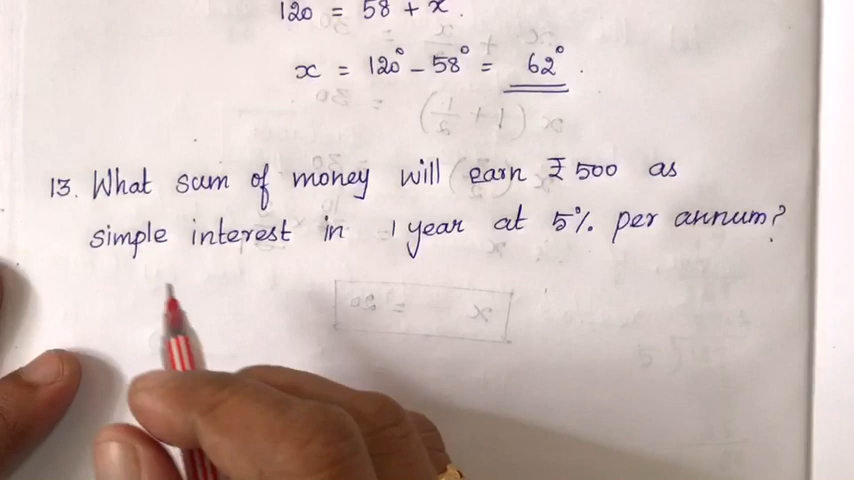 120 = 58 + x.
x = 120° - 58° = 62°.
13. What sum of money will earn ₹500 as
simple interest in 1 year at 5% per annum?